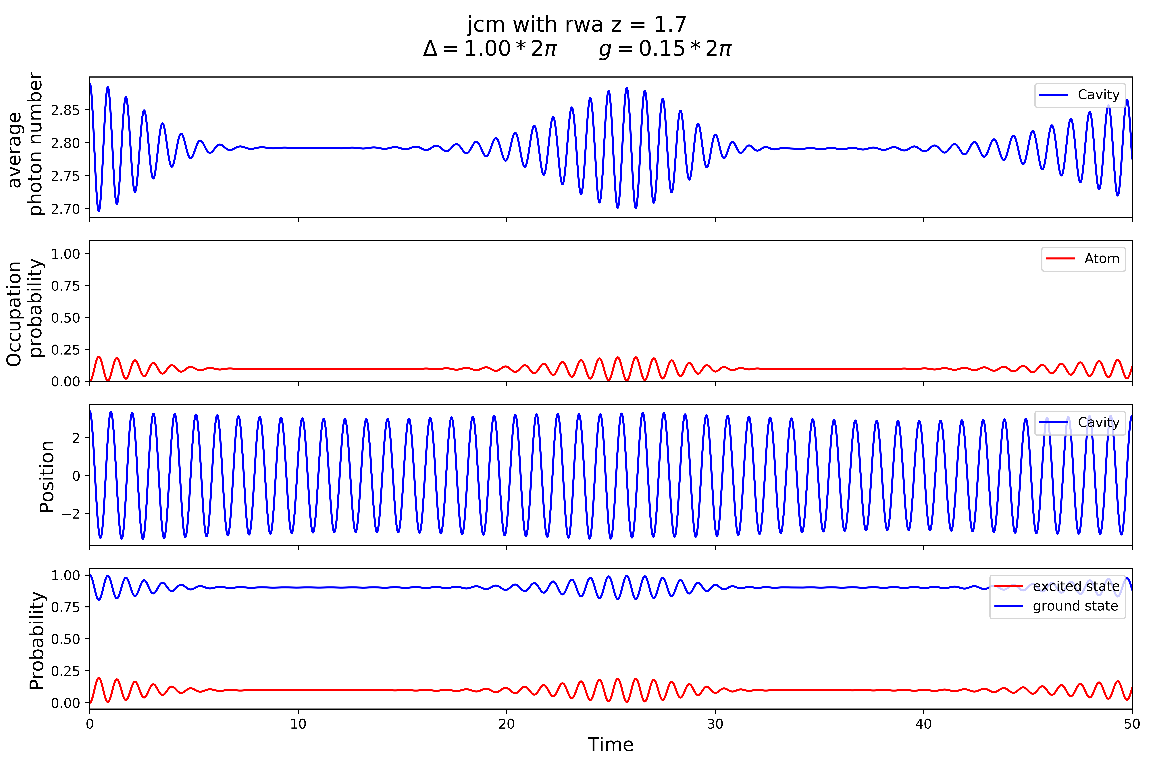 jcm with rwa z = 1.7
Δ = 1.00 * 2π g = 0.15 * 2π
average
photon number
2.85
2.80
2.75
2.70
Cavity
Occupation
probability
1.00
0.75
0.50
0.25
0.00
Atom
Position
2
0
−2
Cavity
Probability
1.00
0.75
0.50
0.25
0.00
excited state
ground state
0 10 20 30 40 50
Time